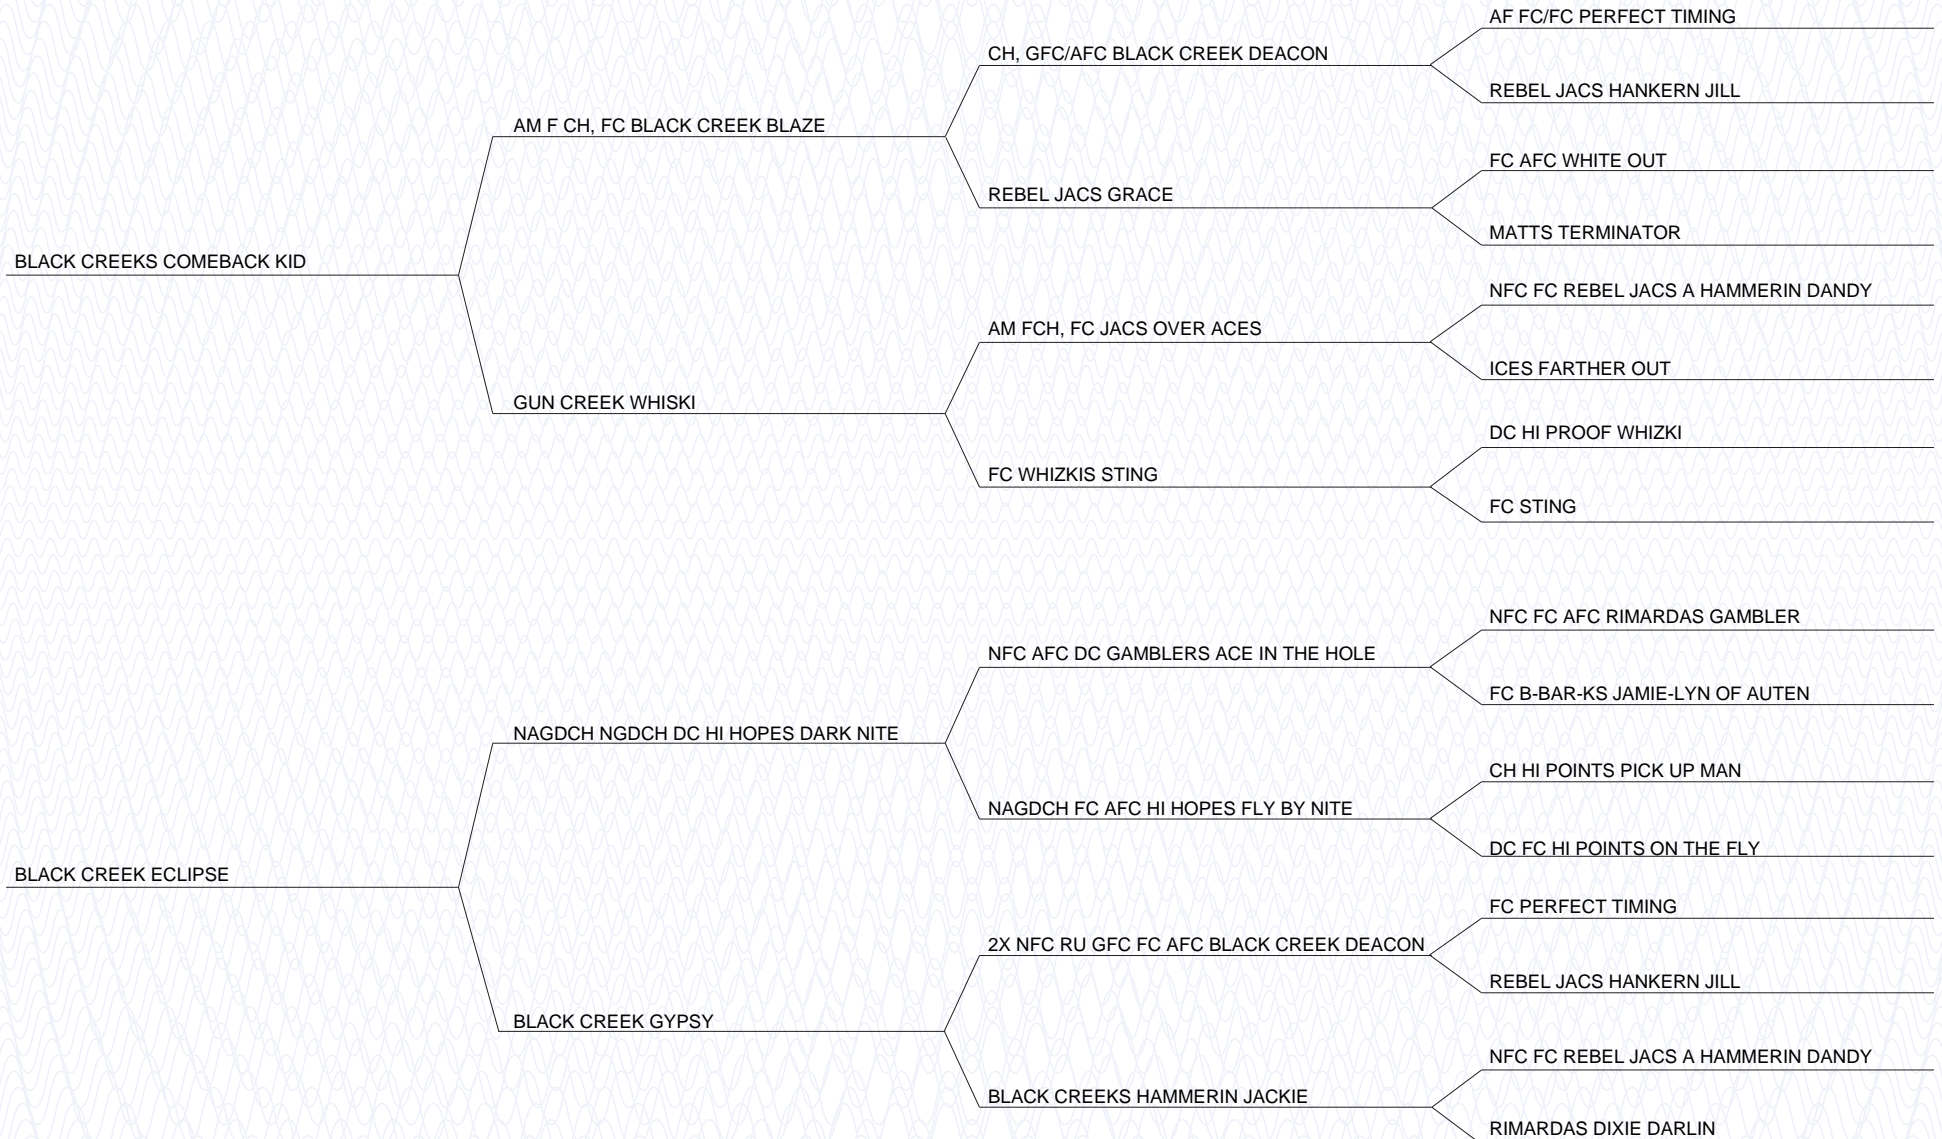 AF FC/FC PERFECT TIMING
CH, GFC/AFC BLACK CREEK DEACON
REBEL JACS HANKERN JILL
AM F CH, FC BLACK CREEK BLAZE
FC AFC WHITE OUT
REBEL JACS GRACE
MATTS TERMINATOR
BLACK CREEKS COMEBACK KID
NFC FC REBEL JACS A HAMMERIN DANDY
AM FCH, FC JACS OVER ACES
ICES FARTHER OUT
GUN CREEK WHISKI
DC HI PROOF WHIZKI
FC WHIZKIS STING
FC STING
NFC FC AFC RIMARDAS GAMBLER
NFC AFC DC GAMBLERS ACE IN THE HOLE
FC B-BAR-KS JAMIE-LYN OF AUTEN
NAGDCH NGDCH DC HI HOPES DARK NITE
CH HI POINTS PICK UP MAN
NAGDCH FC AFC HI HOPES FLY BY NITE
DC FC HI POINTS ON THE FLY
BLACK CREEK ECLIPSE
FC PERFECT TIMING
2X NFC RU GFC FC AFC BLACK CREEK DEACON
REBEL JACS HANKERN JILL
BLACK CREEK GYPSY
NFC FC REBEL JACS A HAMMERIN DANDY
BLACK CREEKS HAMMERIN JACKIE
RIMARDAS DIXIE DARLIN